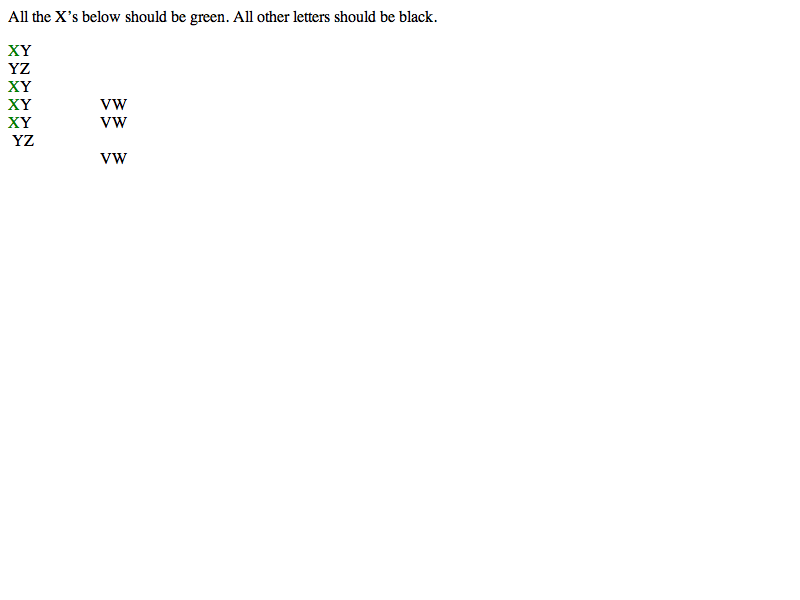 All the X’s below should be green. All other letters should be black.
XY
YZ
XY
XY VW
XY VW
YZ
VW